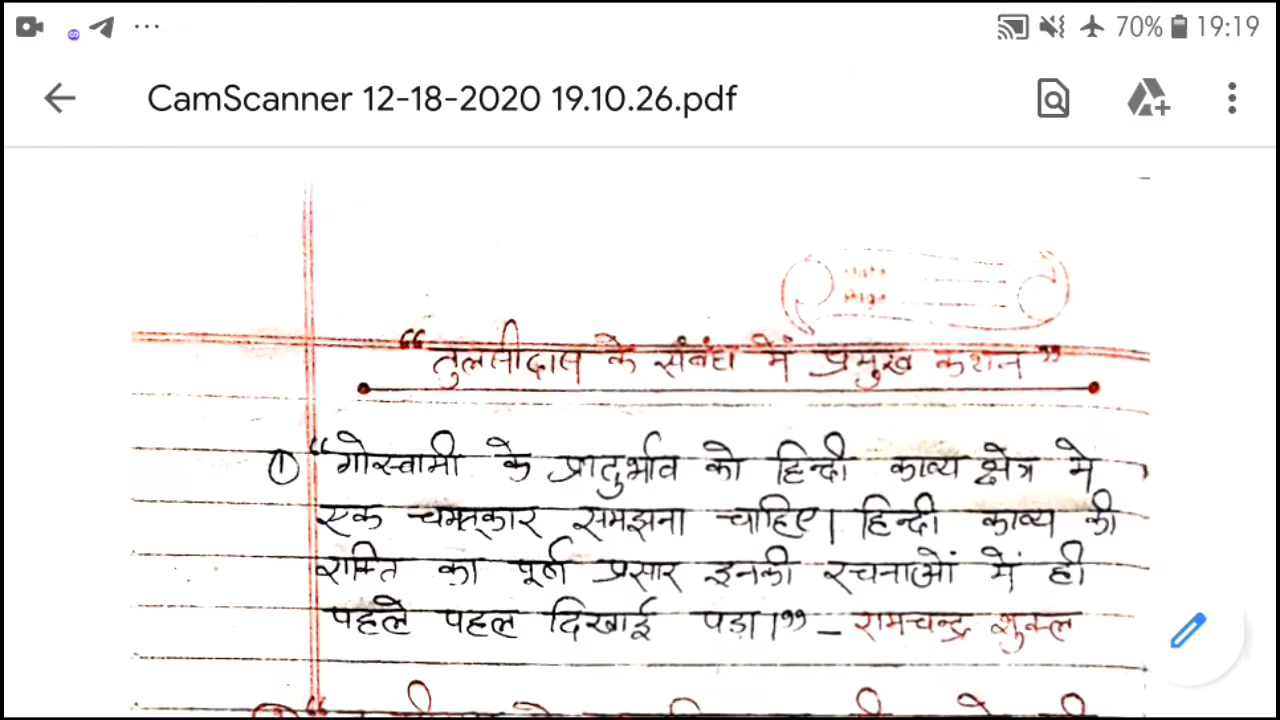 70% 19:19
CamScanner 12-18-2020 19.10.26.pdf
“तुलसीदास के संबंध में प्रमुख कथन”
① “गोस्वामी के प्रादुर्भाव को हिन्दी काव्य क्षेत्र मे
एक चमत्कार समझना चाहिए। हिन्दी काव्य की
शक्ति का पूर्ण प्रसार इनकी रचनाओं में ही
पहले पहल दिखाई पड़ा।” – रामचन्द्र शुक्ल